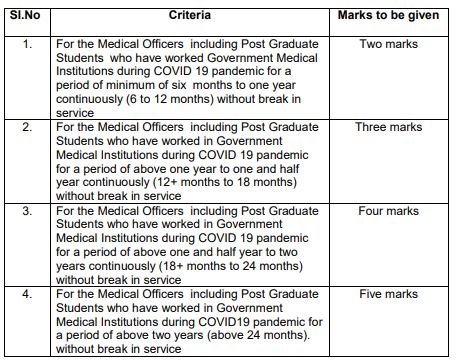 Sl.No Criteria Marks to be given
1. For the Medical Officers including Post Graduate Two marks
Students who have worked Government Medical
Institutions during COVID 19 pandemic for a
period of minimum of six months to one year
continuously (6 to 12 months) without break in
service
2. For the Medical Officers including Post Graduate Three marks
Students who have worked in Government
Medical Institutions during COVID 19 pandemic
for a period of above one year to one and half
year continuously (12+ months to 18 months)
without break in service
3. For the Medical Officers including Post Graduate Four marks
Students who have worked in Government
Medical Institutions during COVID 19 pandemic
for a period of above one and half year to two
years continuously (18+ months to 24 months)
without break in service
4. For the Medical Officers including Post Graduate Five marks
Students who have worked in Government
Medical Institutions during COVID19 pandemic for
a period of above two years (above 24 months).
without break in service